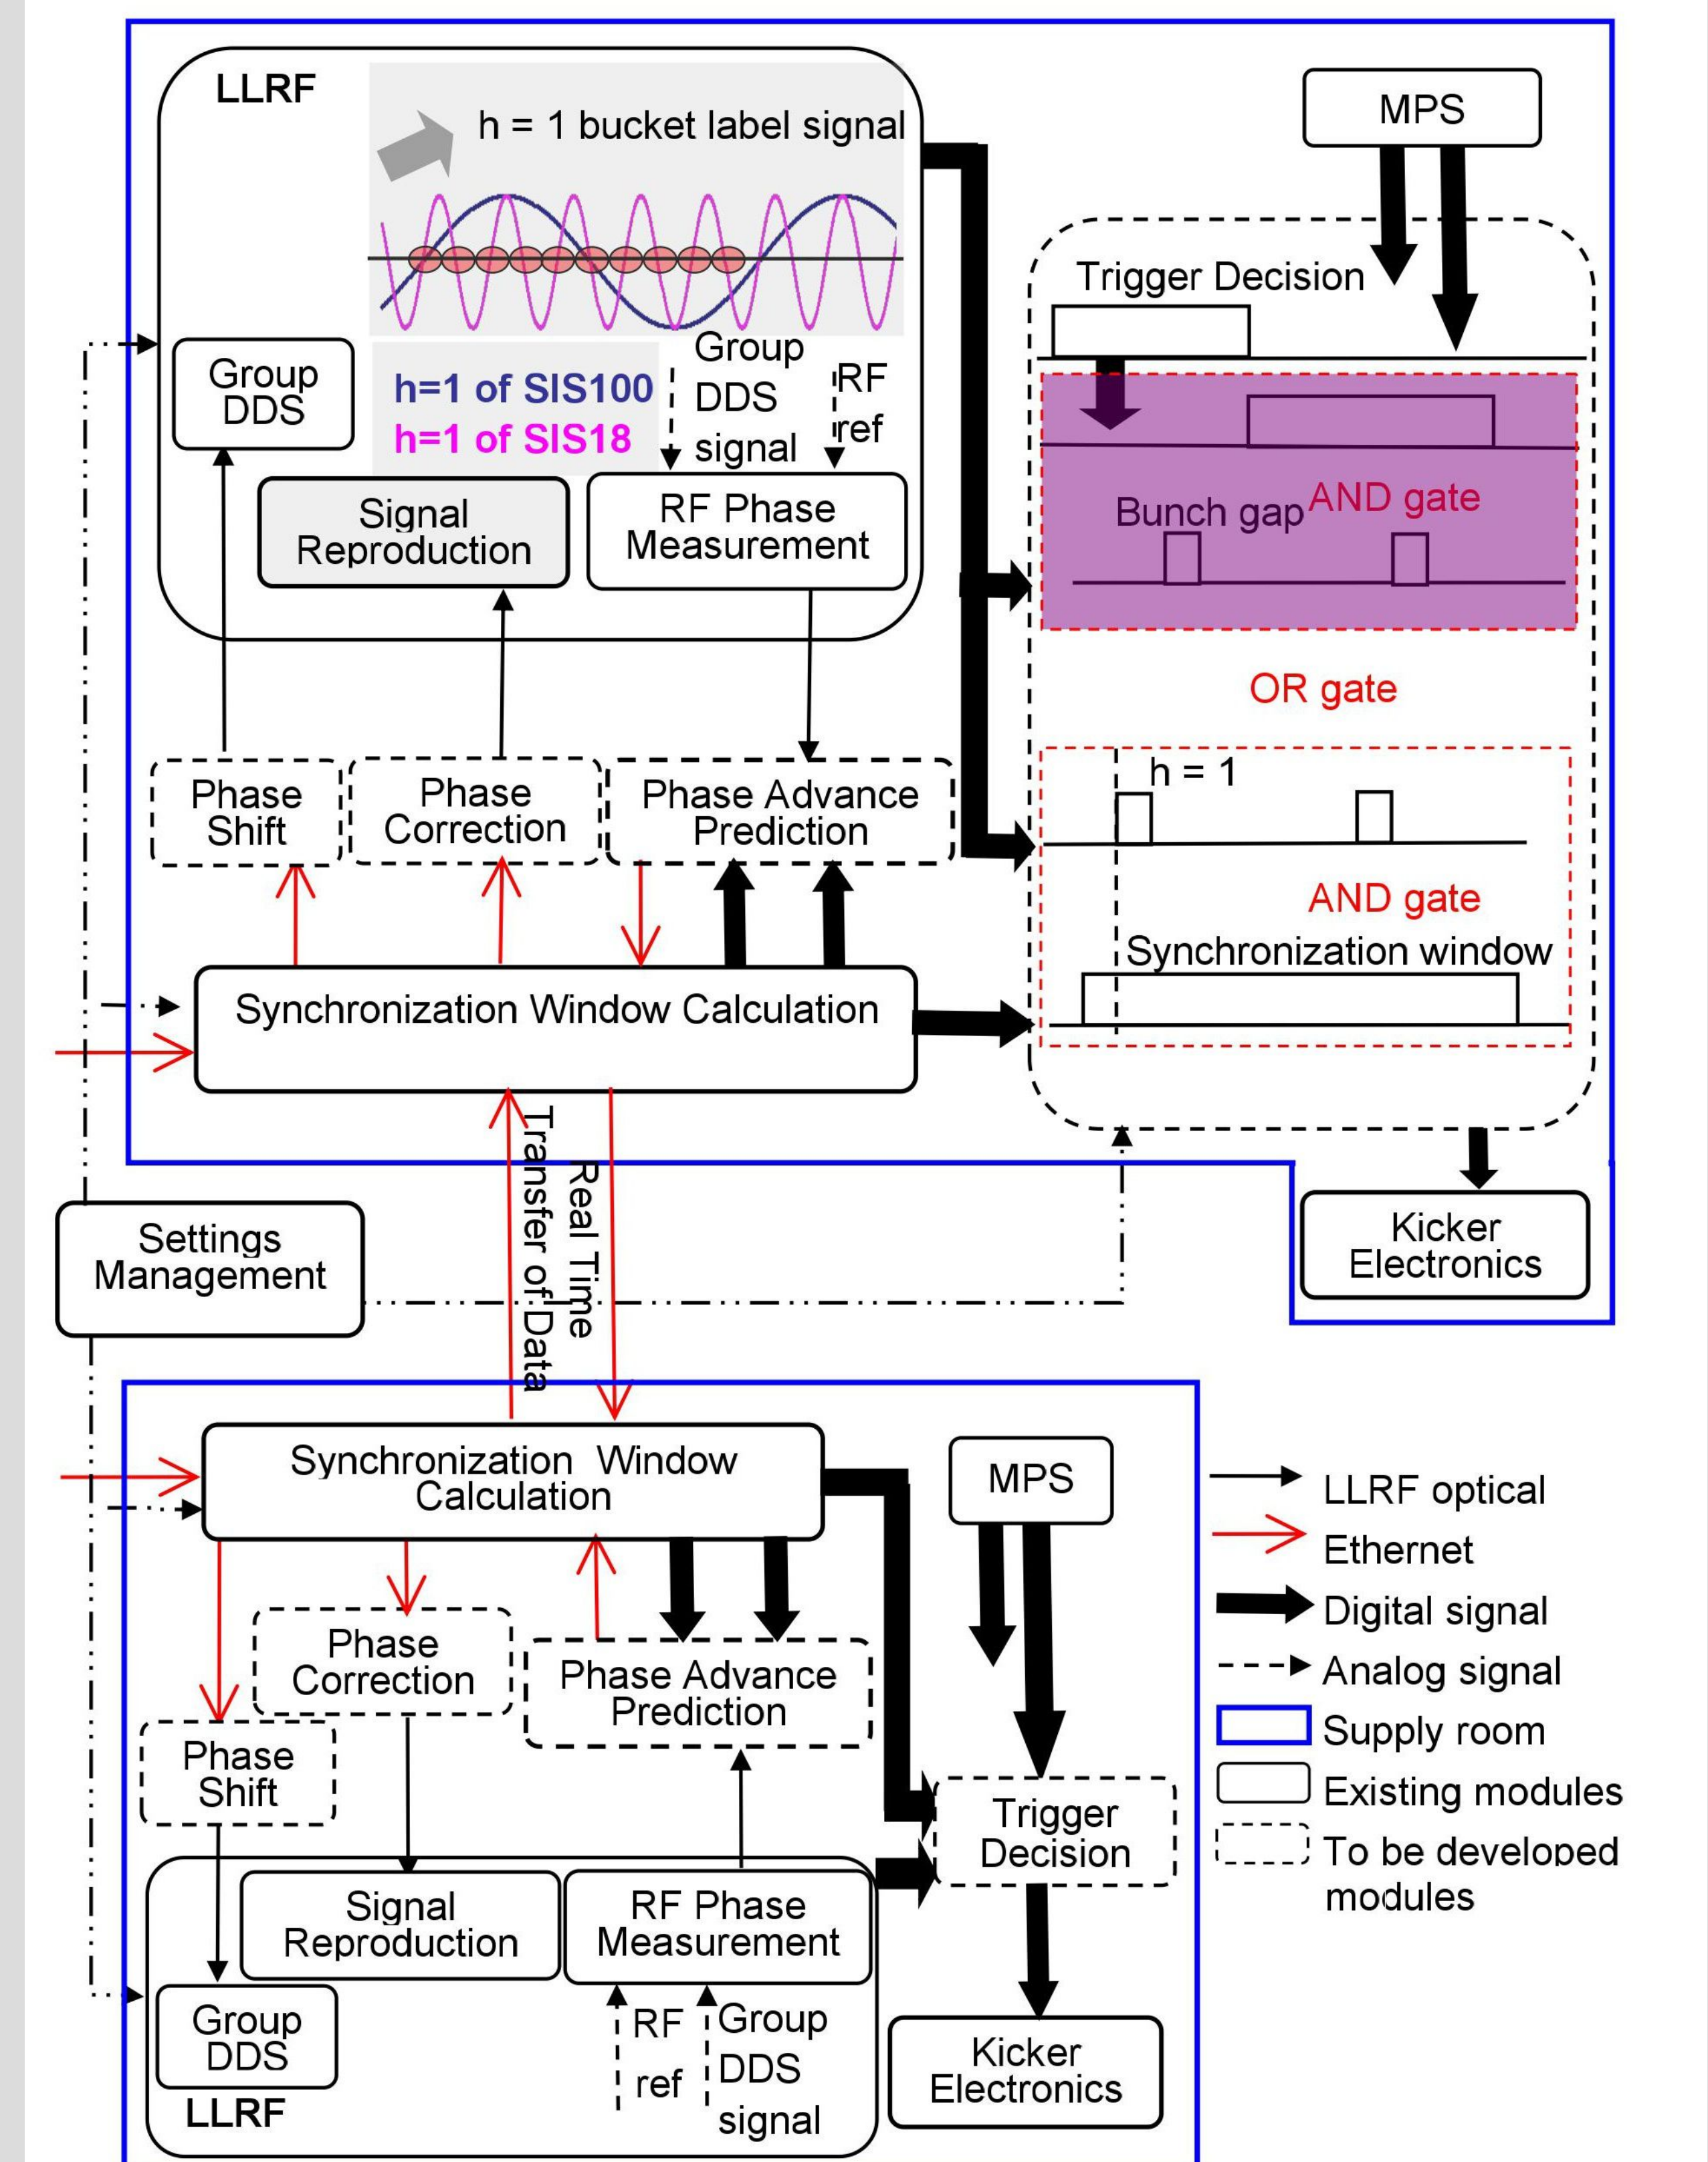 LLRF
h = 1 bucket label signal
MPS
Trigger Decision
Group
DDS
h=1 of SIS100
h=1 of SIS18
Group
DDS
signal
RF
ref
Signal
Reproduction
RF Phase
Measurement
AND gate
Bunch gap
OR gate
h = 1
AND gate
Synchronization window
Phase
Shift
Phase
Correction
Phase Advance
Prediction
Synchronization Window Calculation
Real Time
Transfer of Data
Settings
Management
Kicker
Electronics
Synchronization Window
Calculation
MPS
LLRF optical
Ethernet
Digital signal
Analog signal
Supply room
Existing modules
To be developed
modules
Phase
Correction
Phase Advance
Prediction
Phase
Shift
Trigger
Decision
Signal
Reproduction
RF Phase
Measurement
Group
DDS
LLRF
RF
ref
Group
DDS
signal
Kicker
Electronics